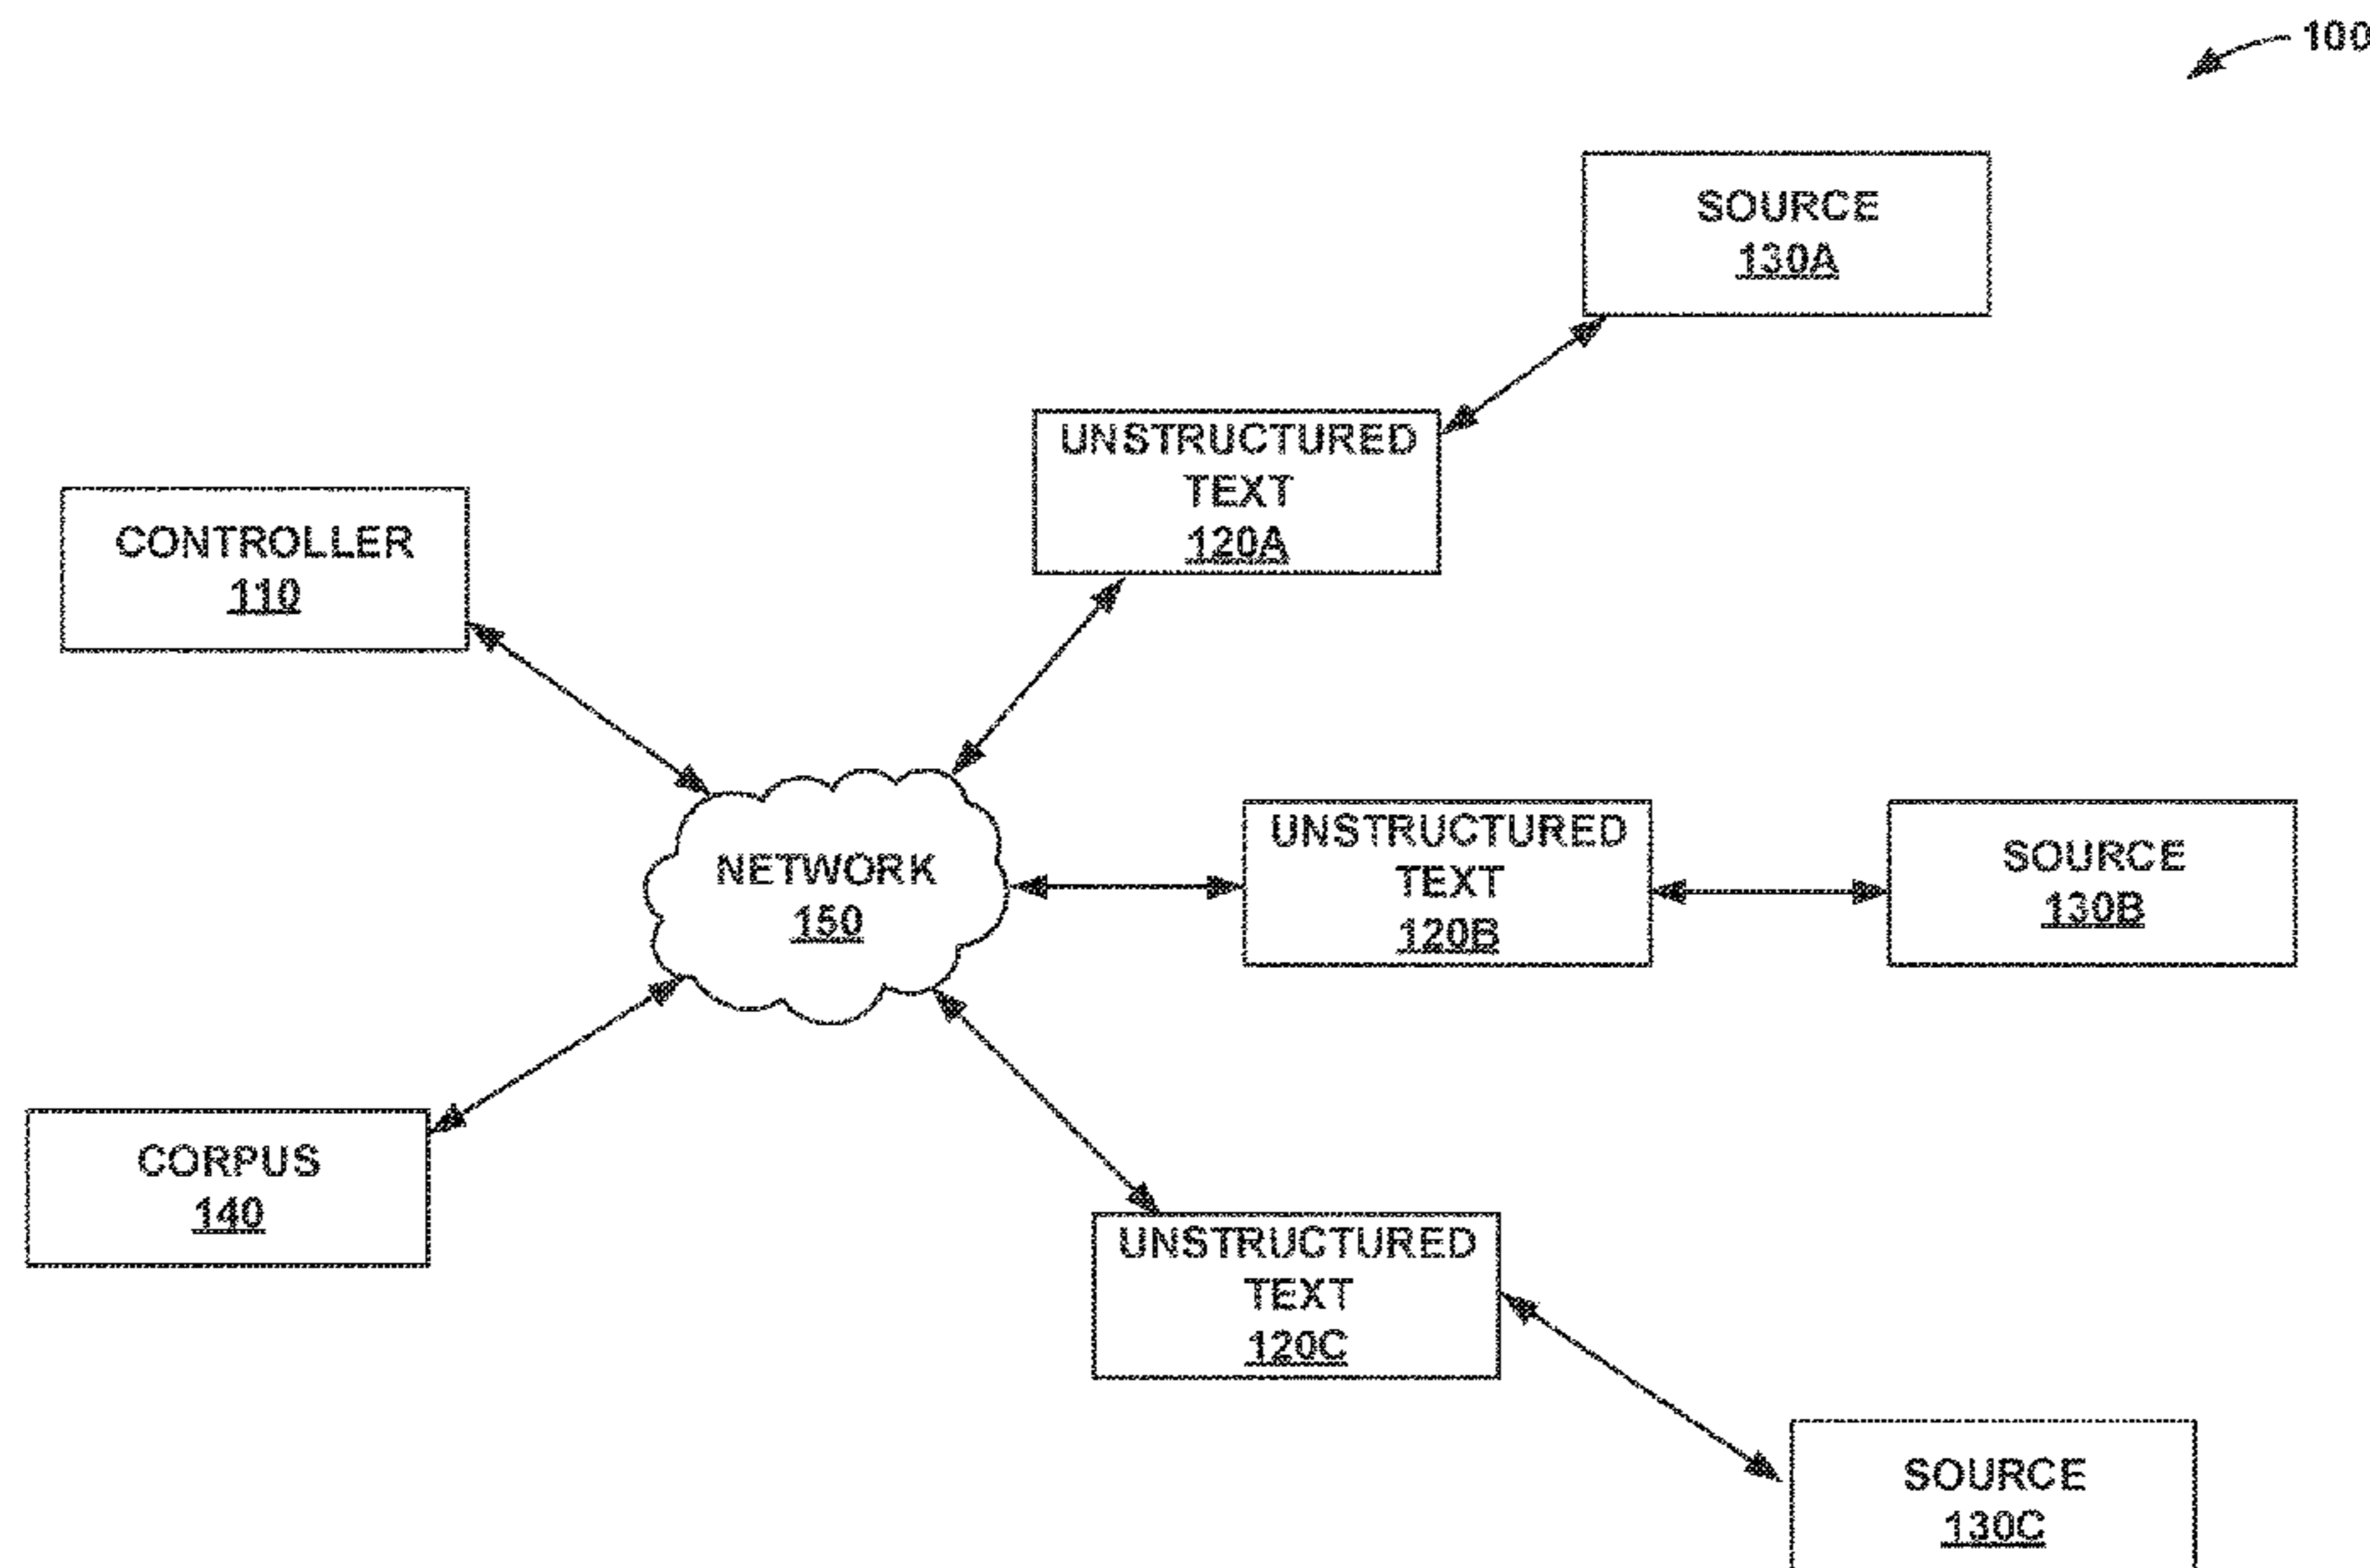 100
SOURCE
130A
UNSTRUCTURED
TEXT
120A
CONTROLLER
110
NETWORK
150
UNSTRUCTURED
TEXT
120B
SOURCE
130B
CORPUS
140
UNSTRUCTURED
TEXT
120C
SOURCE
130C